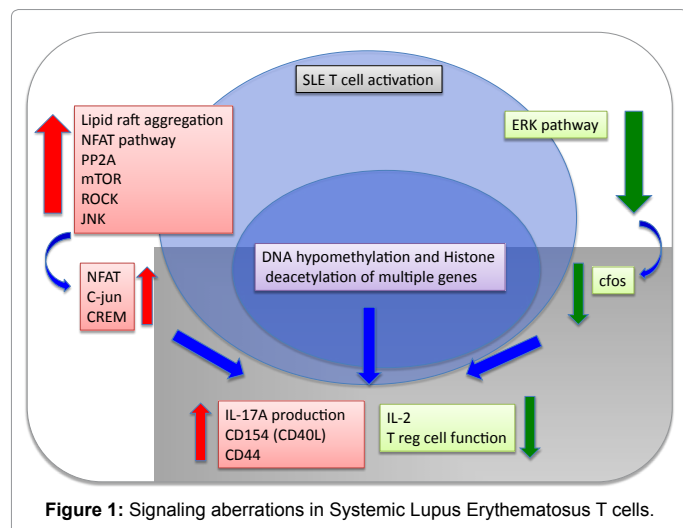 SLE T cell activation
Lipid raft aggregation
NFAT pathway
PP2A
mTOR
ROCK
JNK
ERK pathway
DNA hypomethylation and Histone
deacetylation of multiple genes
NFAT
C-jun
CREM
cfos
IL-17A production
CD154 (CD40L)
CD44
IL-2
T reg cell function
Figure 1: Signaling aberrations in Systemic Lupus Erythematosus T cells.